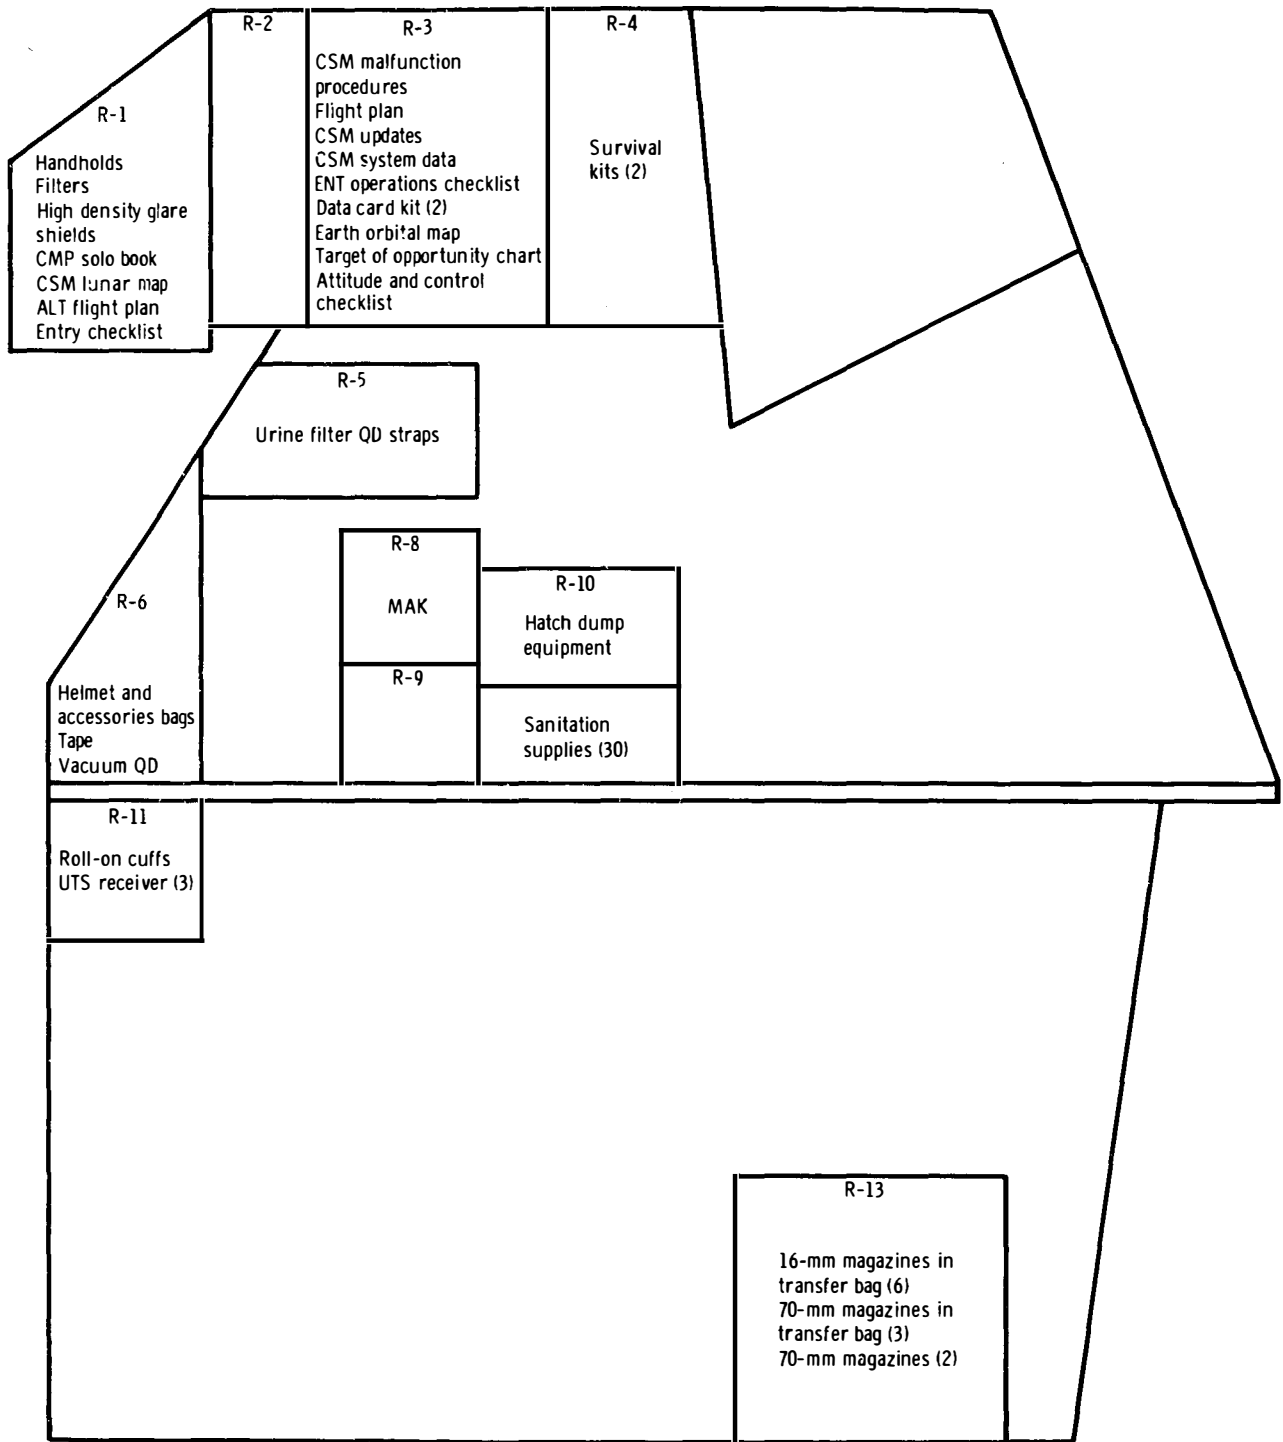 R-1
Handholds
Filters
High density glare
shields
CMP solo book
CSM lunar map
ALT flight plan
Entry checklist
R-2
R-3
CSM malfunction
procedures
Flight plan
CSM updates
CSM system data
ENT operations checklist
Data card kit (2)
Earth orbital map
Target of opportunity chart
Attitude and control
checklist
R-4
Survival
kits (2)
R-5
Urine filter QD straps
R-6
Helmet and
accessories bags
Tape
Vacuum QD
R-8
MAK
R-9
R-10
Hatch dump
equipment
Sanitation
supplies (30)
R-11
Roll-on cuffs
UTS receiver (3)
R-13
16-mm magazines in
transfer bag (6)
70-mm magazines in
transfer bag (3)
70-mm magazines (2)